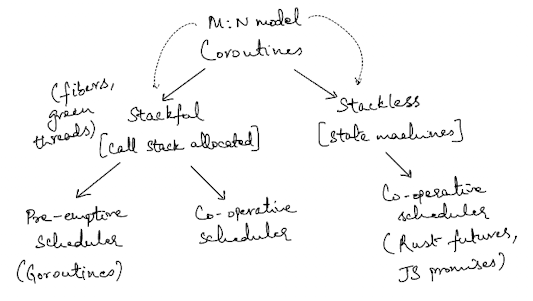 M:N model
Coroutines
(fibers,
green
threads)
Stackful
[call stack allocated]
Stackless
[state machines]
Pre-emptive
scheduler
(Goroutines)
Co-operative
scheduler
Co-operative
scheduler
(Rust futures,
JS promises)